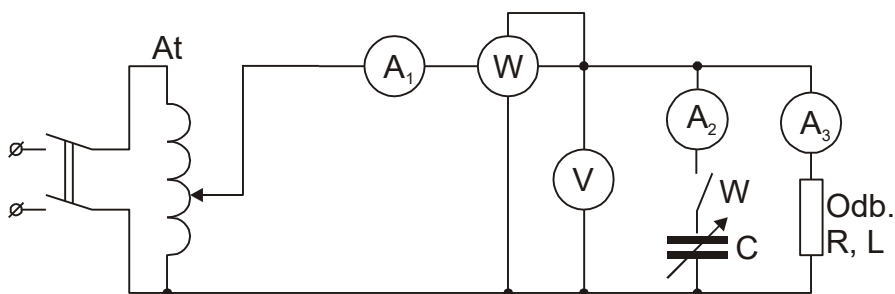 At
A₁
W
A₂
A₃
V
W
C
Odb.
R, L